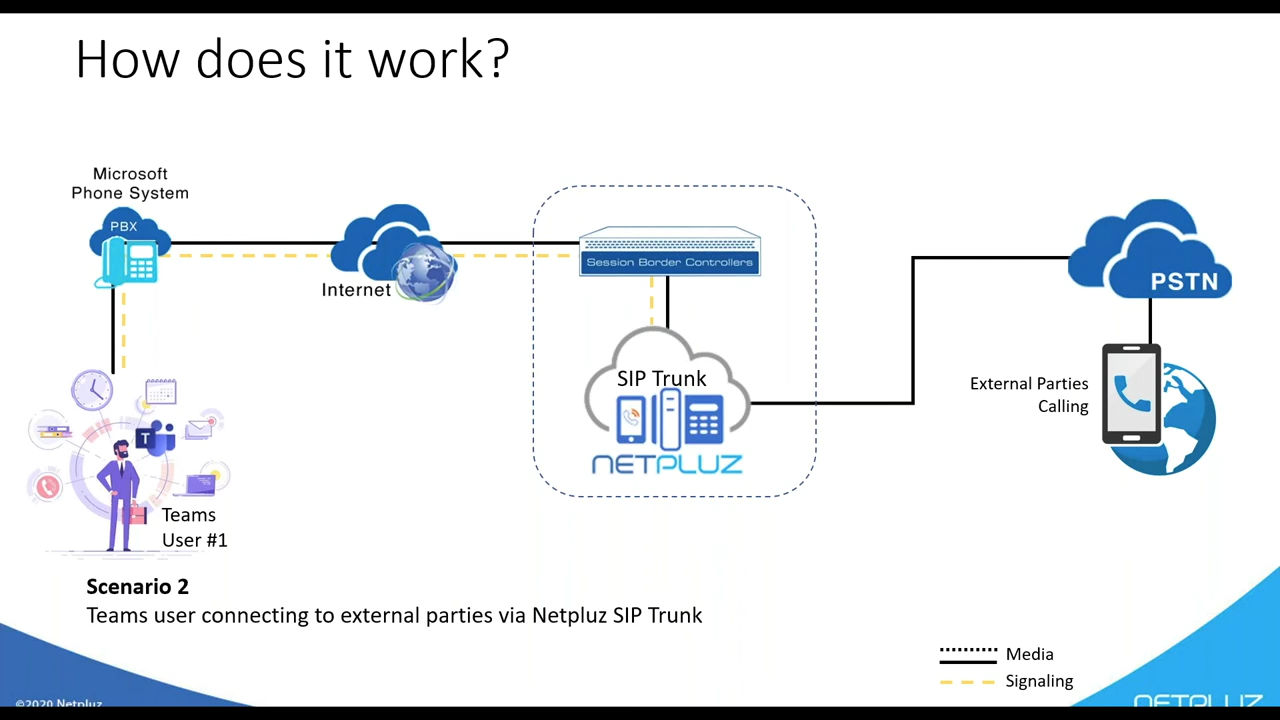 How does it work?
Microsoft
Phone System
PBX
Internet
Session Border Controllers
SIP Trunk
NETPLUZ
PSTN
External Parties
Calling
T
Teams
User #1
Scenario 2
Teams user connecting to external parties via Netpluz SIP Trunk
Media
Signaling
©2020 Netpluz
NETPLUZ